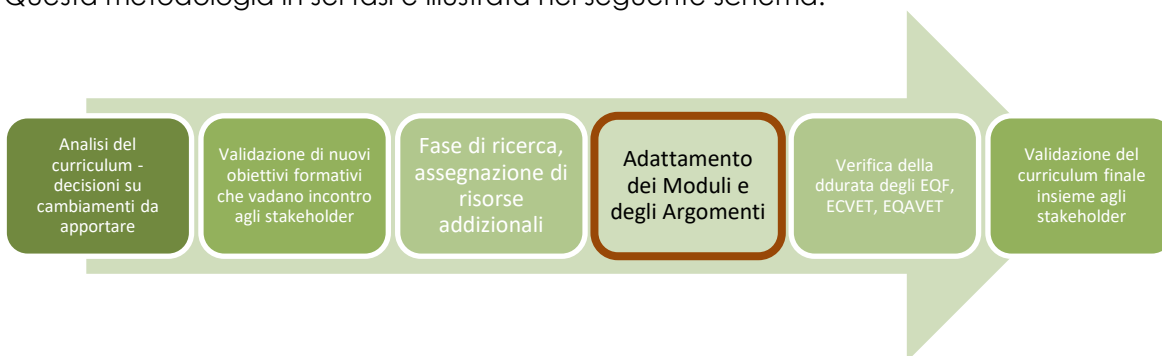 Questa metodologia in sei fasi è illustrata nel seguente schema:
Analisi del
curriculum -
decisioni su
cambiamenti da
apportare
Validazione di nuovi
obiettivi formativi
che vadano incontro
agli stakeholder
Fase di ricerca,
assegnazione di
risorse
addizionali
Adattamento
dei Moduli e
degli Argomenti
Verifica della
ddurata degli EQF,
ECVET, EQAVET
Validazione del
curriculum finale
insieme agli
stakeholder